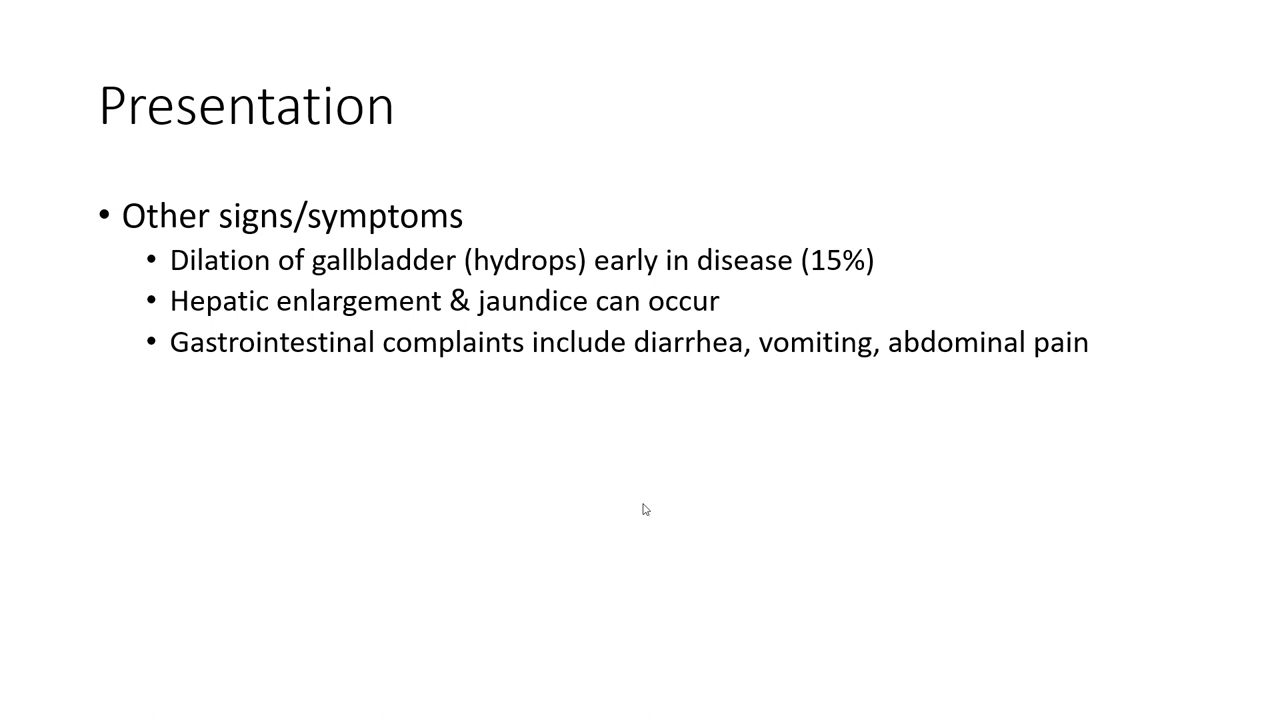 Presentation
• Other signs/symptoms
• Dilation of gallbladder (hydrops) early in disease (15%)
• Hepatic enlargement & jaundice can occur
• Gastrointestinal complaints include diarrhea, vomiting, abdominal pain